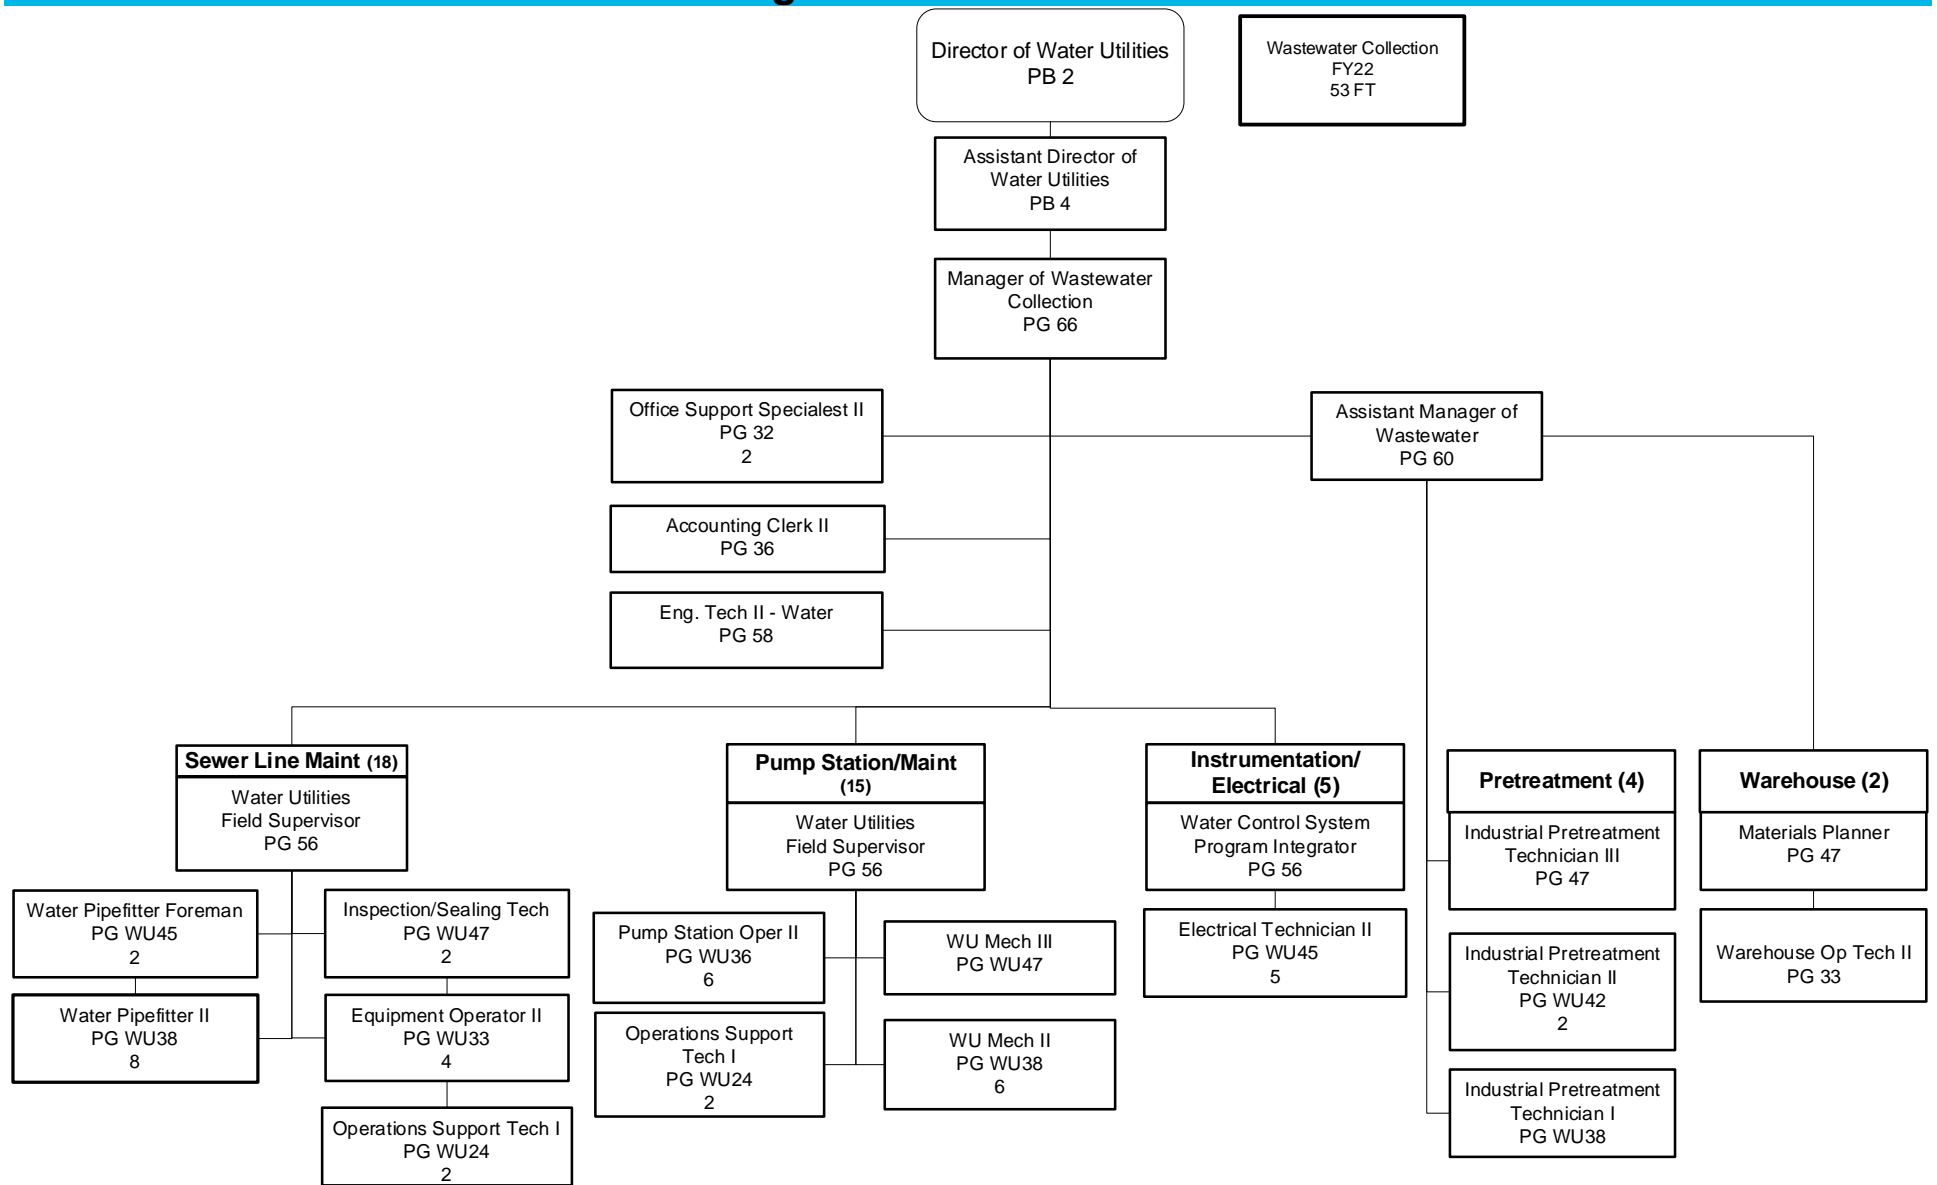 Director of Water Utilities
PB 2
Wastewater Collection
FY22
53 FT
Assistant Director of
Water Utilities
PB 4
Manager of Wastewater
Collection
PG 66
Office Support Specialest II
PG 32
2
Assistant Manager of
Wastewater
PG 60
Accounting Clerk II
PG 36
Eng. Tech II - Water
PG 58
Sewer Line Maint (18)
Water Utilities
Field Supervisor
PG 56
Water Pipefitter Foreman
PG WU45
2
Inspection/Sealing Tech
PG WU47
2
Water Pipefitter II
PG WU38
8
Equipment Operator II
PG WU33
4
Operations Support Tech I
PG WU24
2
Pump Station/Maint
(15)
Water Utilities
Field Supervisor
PG 56
Pump Station Oper II
PG WU36
6
WU Mech III
PG WU47
Operations Support
Tech I
PG WU24
2
WU Mech II
PG WU38
6
Instrumentation/
Electrical (5)
Water Control System
Program Integrator
PG 56
Electrical Technician II
PG WU45
5
Pretreatment (4)
Industrial Pretreatment
Technician III
PG 47
Industrial Pretreatment
Technician II
PG WU42
2
Industrial Pretreatment
Technician I
PG WU38
Warehouse (2)
Materials Planner
PG 47
Warehouse Op Tech II
PG 33